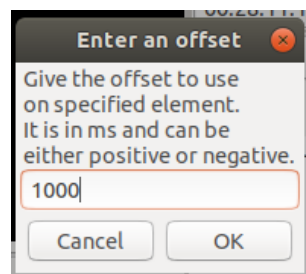 Enter an offset
Give the offset to use
on specified element.
It is in ms and can be
either positive or negative.
1000
Cancel OK